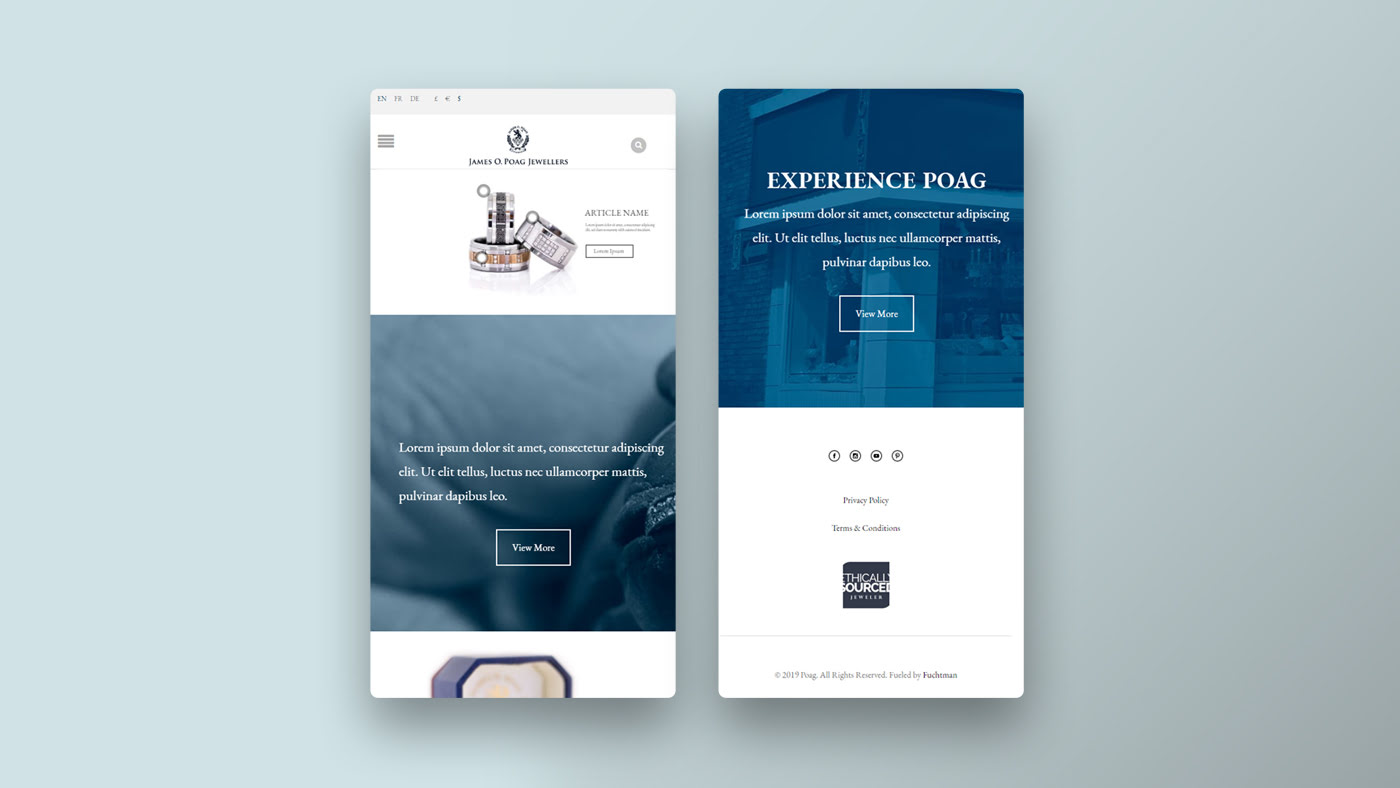 EN FR DE £ € $
JAMES O. POAG JEWELLERS
ARTICLE NAME
Lorem Ipsum
Lorem ipsum dolor sit amet, consectetur adipiscing
elit. Ut elit tellus, luctus nec ullamcorper mattis,
pulvinar dapibus leo.
View More
EXPERIENCE POAG
Lorem ipsum dolor sit amet, consectetur adipiscing
elit. Ut elit tellus, luctus nec ullamcorper mattis,
pulvinar dapibus leo.
View More
Privacy Policy
Terms & Conditions
ETHICALLY
SOURCED
JEWELER
© 2019 Poag. All Rights Reserved. Fueled by Fuchtman